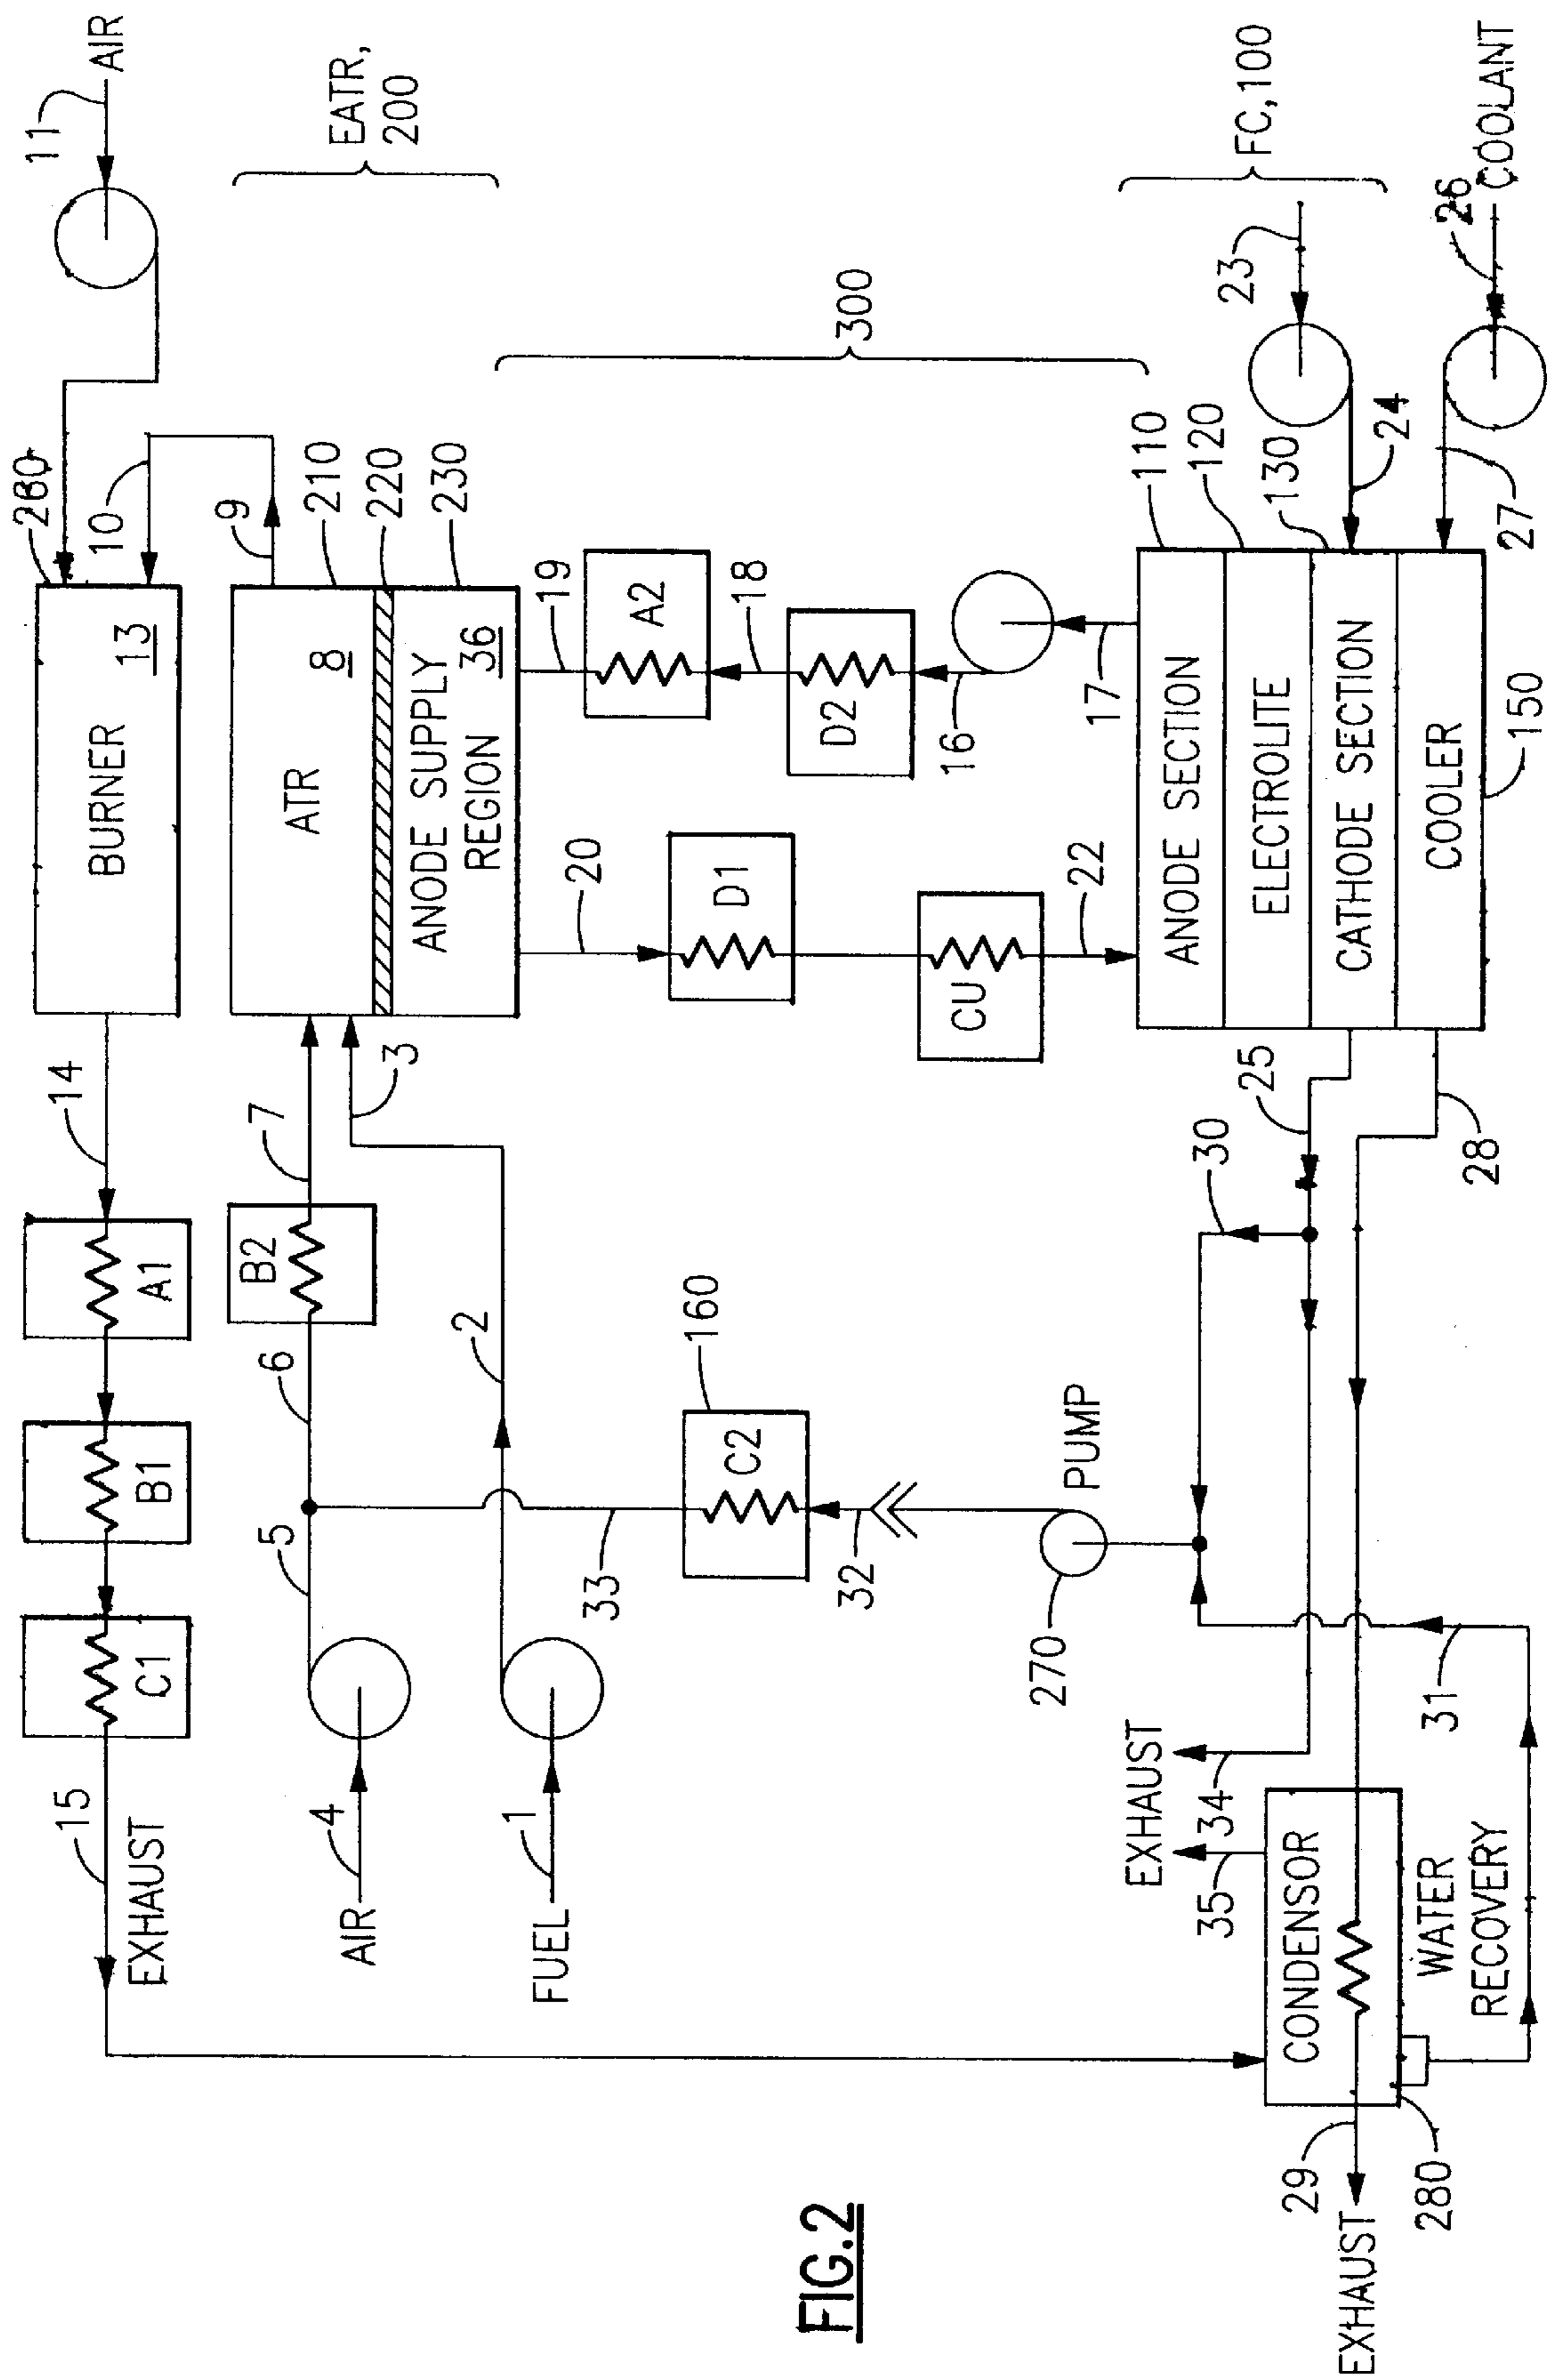 11
AIR
260
10
9
BURNER
13
14
A1
B1
C1
15
EXHAUST
EATR,
200
ATR
8
210
220
230
ANODE SUPPLY
REGION
36
7
3
B2
6
5
2
4
AIR
1
FUEL
33
C2
160
32
PUMP
270
20
D1
CU
22
19
A2
18
D2
16
17
300
FC, 100
23
24
26
COOLANT
27
110
120
130
ANODE SECTION
ELECTROLITE
CATHODE SECTION
COOLER
150
25
28
30
31
EXHAUST
34
35
CONDENSOR
WATER
RECOVERY
29
280
EXHAUST
FIG.2